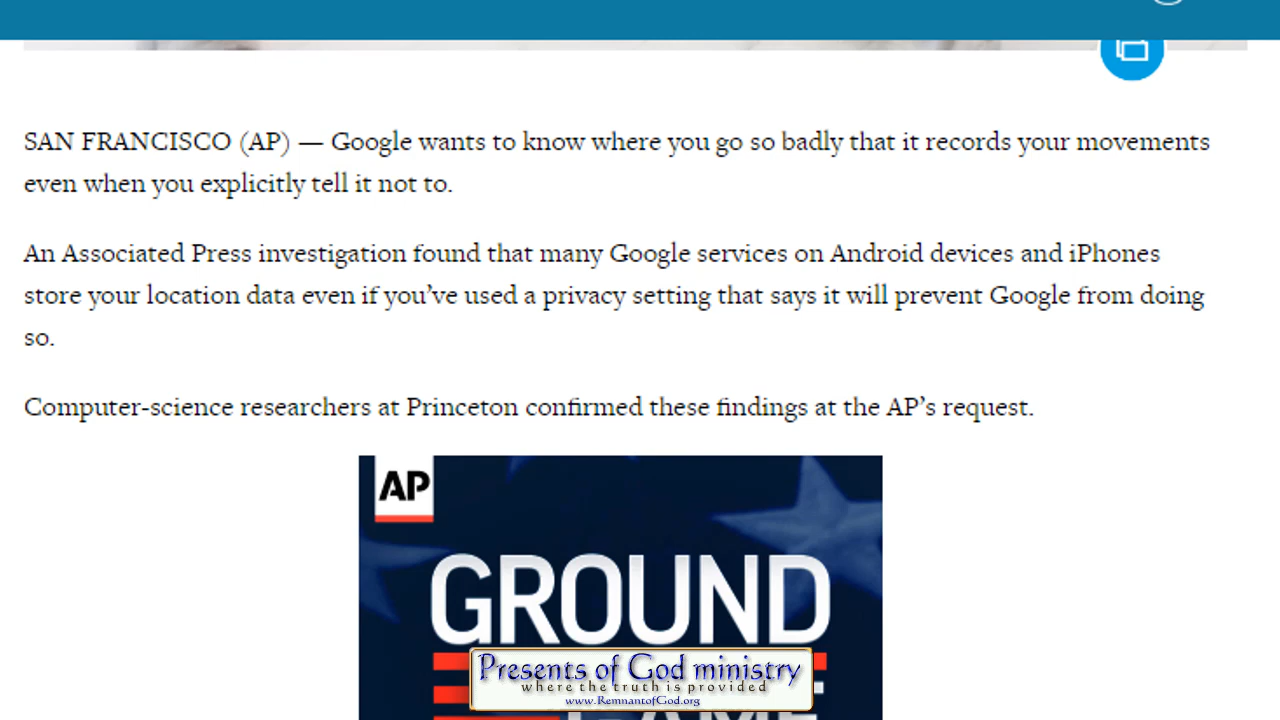 SAN FRANCISCO (AP) — Google wants to know where you go so badly that it records your movements
even when you explicitly tell it not to.
An Associated Press investigation found that many Google services on Android devices and iPhones
store your location data even if you’ve used a privacy setting that says it will prevent Google from doing
so.
Computer-science researchers at Princeton confirmed these findings at the AP’s request.
AP
GROUND
GAME
Presents of God ministry
where the truth is provided
www.RemnantofGod.org